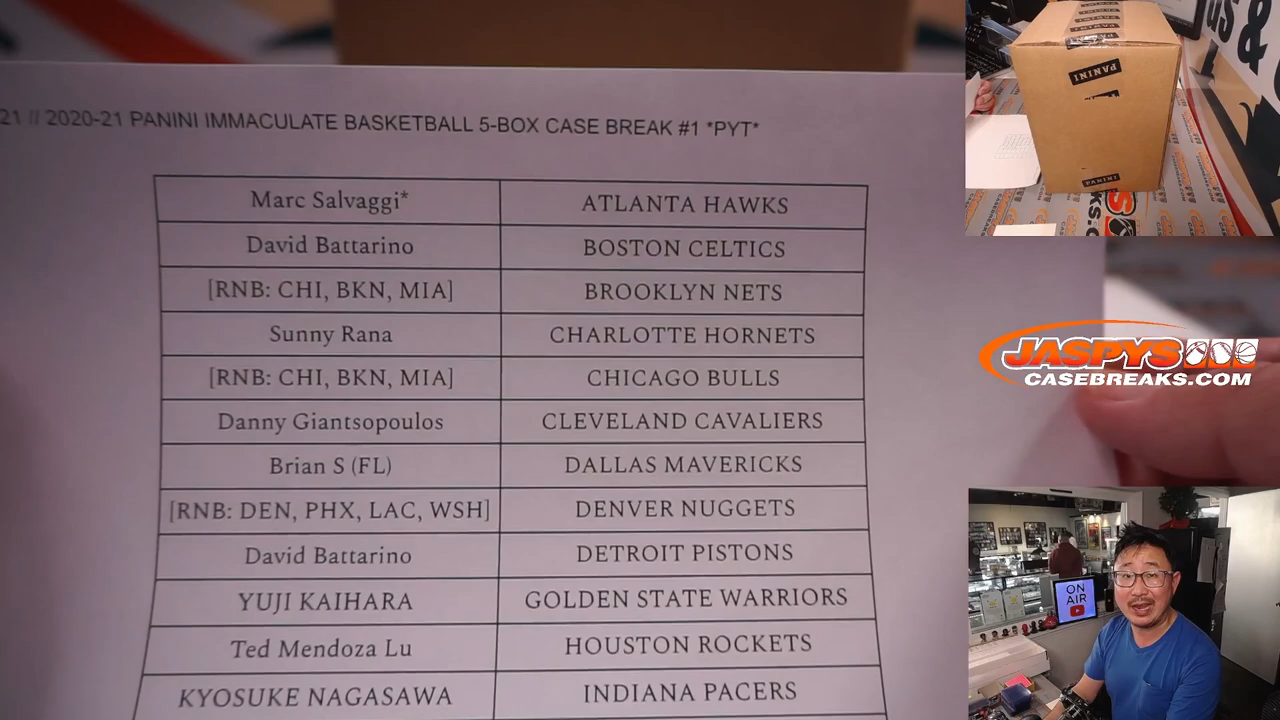 21 // 2020-21 PANINI IMMACULATE BASKETBALL 5-BOX CASE BREAK #1 *PYT*
Marc Salvaggi* ATLANTA HAWKS
David Battarino BOSTON CELTICS
[RNB: CHI, BKN, MIA] BROOKLYN NETS
Sunny Rana CHARLOTTE HORNETS
[RNB: CHI, BKN, MIA] CHICAGO BULLS
Danny Giantsopoulos CLEVELAND CAVALIERS
Brian S (FL) DALLAS MAVERICKS
[RNB: DEN, PHX, LAC, WSH] DENVER NUGGETS
David Battarino DETROIT PISTONS
YUJI KAIHARA GOLDEN STATE WARRIORS
Ted Mendoza Lu HOUSTON ROCKETS
KYOSUKE NAGASAWA INDIANA PACERS
PANINI
PANINI
JASPYS
CASEBREAKS.COM
ON
AIR